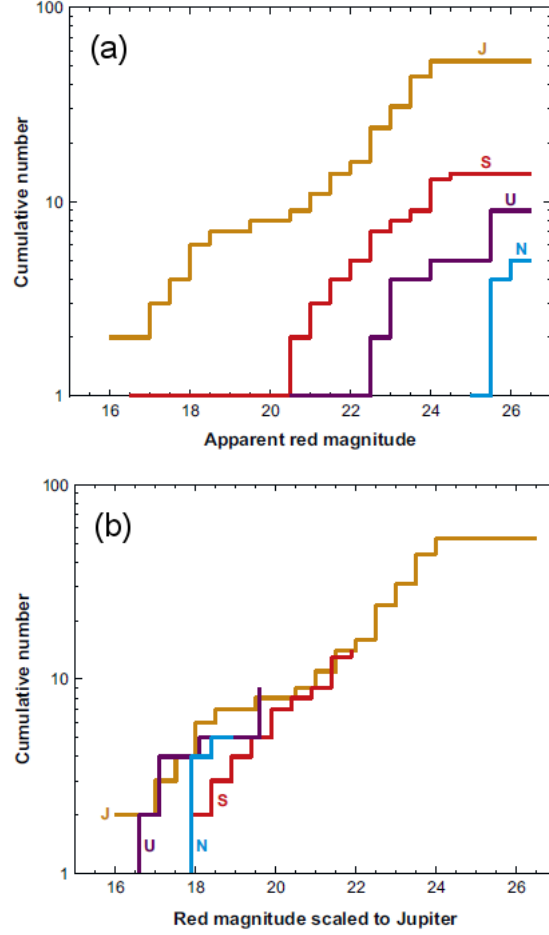 100
(a)
J
S
U
N
10
1
Cumulative number
16 18 20 22 24 26
Apparent red magnitude
100
(b)
10
J
S
U
N
1
Cumulative number
16 18 20 22 24 26
Red magnitude scaled to Jupiter